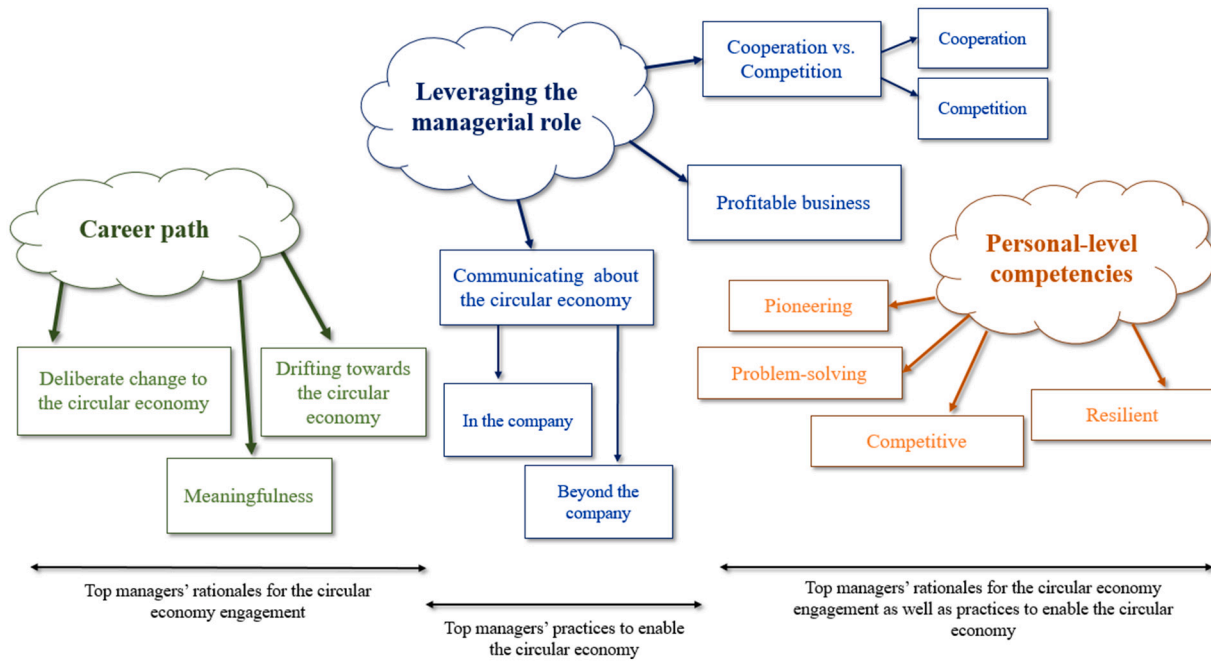 Career path
Deliberate change to
the circular economy
Meaningfulness
Drifting towards
the circular
economy
Leveraging the
managerial role
Cooperation vs.
Competition
Cooperation
Competition
Profitable business
Communicating about
the circular economy
In the company
Beyond the
company
Personal-level
competencies
Pioneering
Problem-solving
Competitive
Resilient
Top managers’ rationales for the circular
economy engagement
Top managers’ practices to enable
the circular economy
Top managers’ rationales for the circular economy
engagement as well as practices to enable the circular
economy